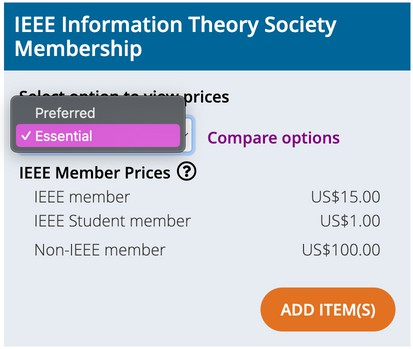 IEEE Information Theory Society
Membership
Select option to view prices
Preferred
✓ Essential
Compare options
IEEE Member Prices ?
IEEE member US$15.00
IEEE Student member US$1.00
Non-IEEE member US$100.00
ADD ITEM(S)